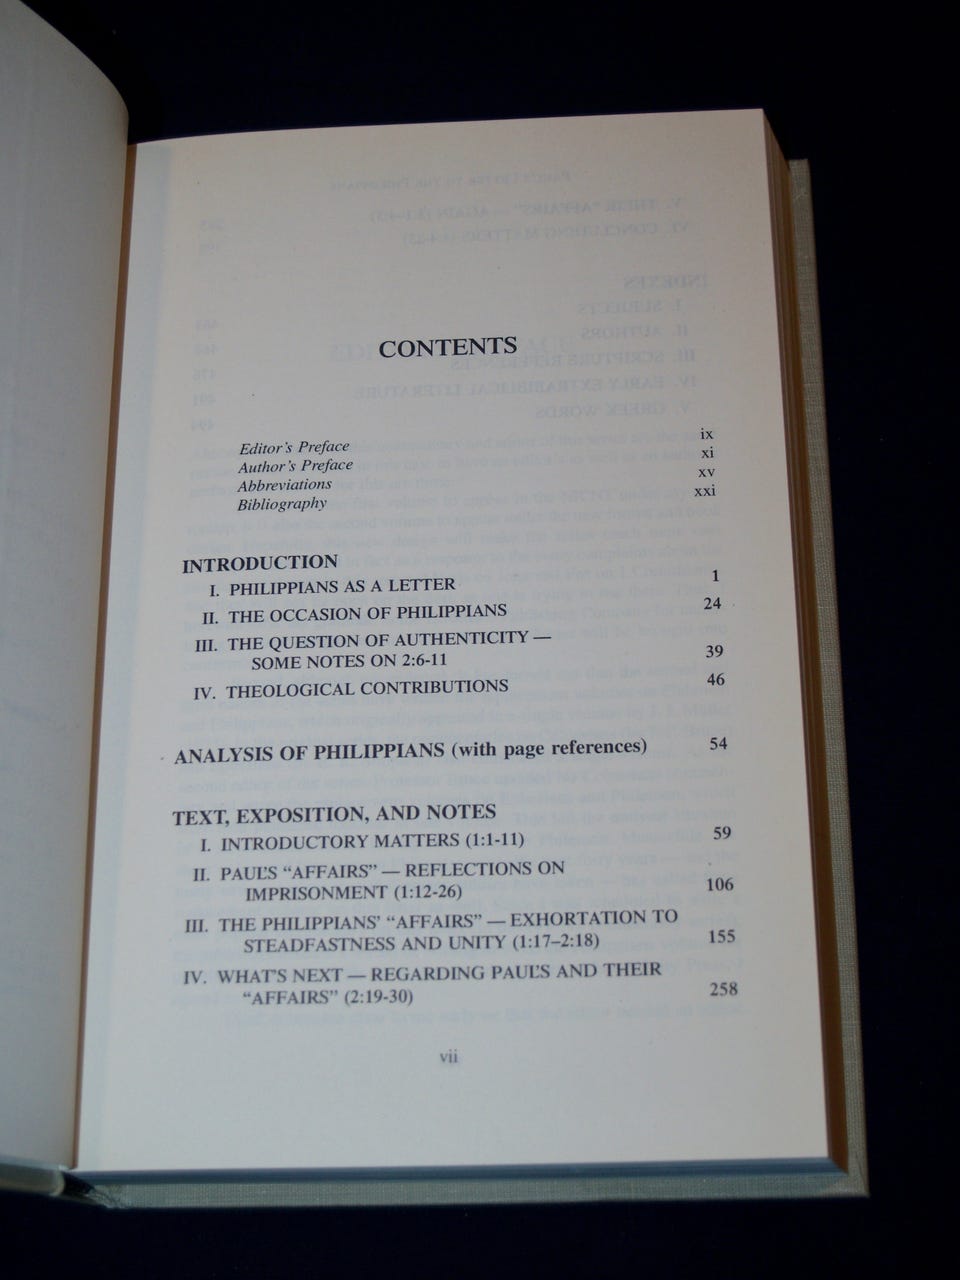 CONTENTS
Editor's Preface ix
Author's Preface xi
Abbreviations xv
Bibliography xxi
INTRODUCTION
I. PHILIPPIANS AS A LETTER 1
II. THE OCCASION OF PHILIPPIANS 24
III. THE QUESTION OF AUTHENTICITY —
SOME NOTES ON 2:6-11 39
IV. THEOLOGICAL CONTRIBUTIONS 46
ANALYSIS OF PHILIPPIANS (with page references) 54
TEXT, EXPOSITION, AND NOTES
I. INTRODUCTORY MATTERS (1:1-11) 59
II. PAUL'S “AFFAIRS” — REFLECTIONS ON
IMPRISONMENT (1:12-26) 106
III. THE PHILIPPIANS' “AFFAIRS” — EXHORTATION TO
STEADFASTNESS AND UNITY (1:17–2:18) 155
IV. WHAT'S NEXT — REGARDING PAUL'S AND THEIR
“AFFAIRS” (2:19-30) 258
vii